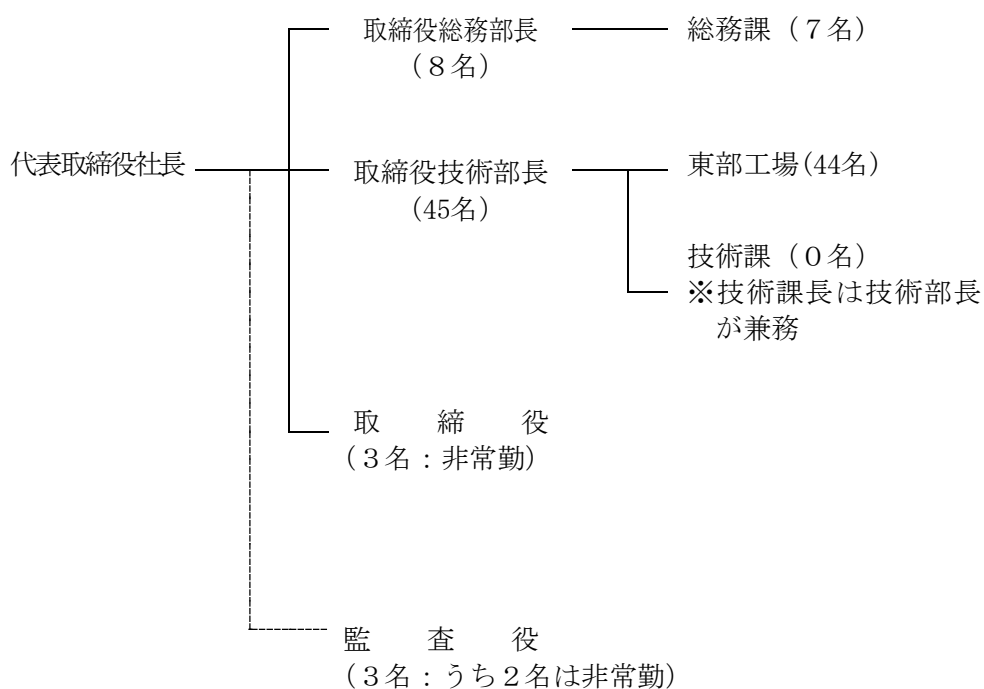 取締役総務部長
（８名）
総務課（７名）
代表取締役社長
取締役技術部長
（45名）
東部工場（44名）
技術課（０名）
※技術課長は技術部長
が兼務
取　締　役
（３名：非常勤）
監　査　役
（３名：うち２名は非常勤）